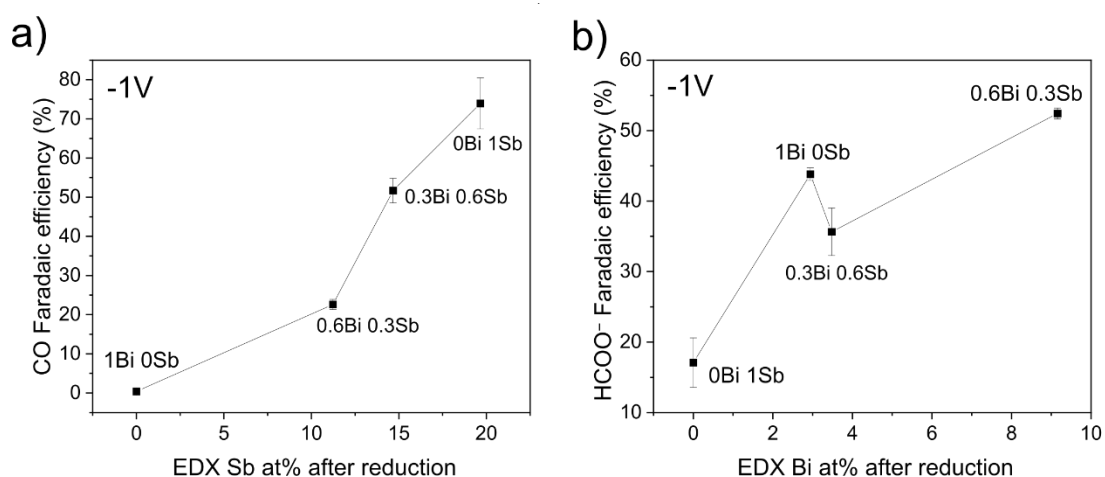 a)
-1V
80
70
60
50
40
30
20
10
0
0Bi 1Sb
0.3Bi 0.6Sb
0.6Bi 0.3Sb
1Bi 0Sb
CO Faradaic efficiency (%)
0 5 10 15 20
EDX Sb at% after reduction
b)
-1V
60
50
40
30
20
10
0.6Bi 0.3Sb
1Bi 0Sb
0.3Bi 0.6Sb
0Bi 1Sb
HCOO⁻ Faradaic efficiency (%)
0 2 4 6 8 10
EDX Bi at% after reduction